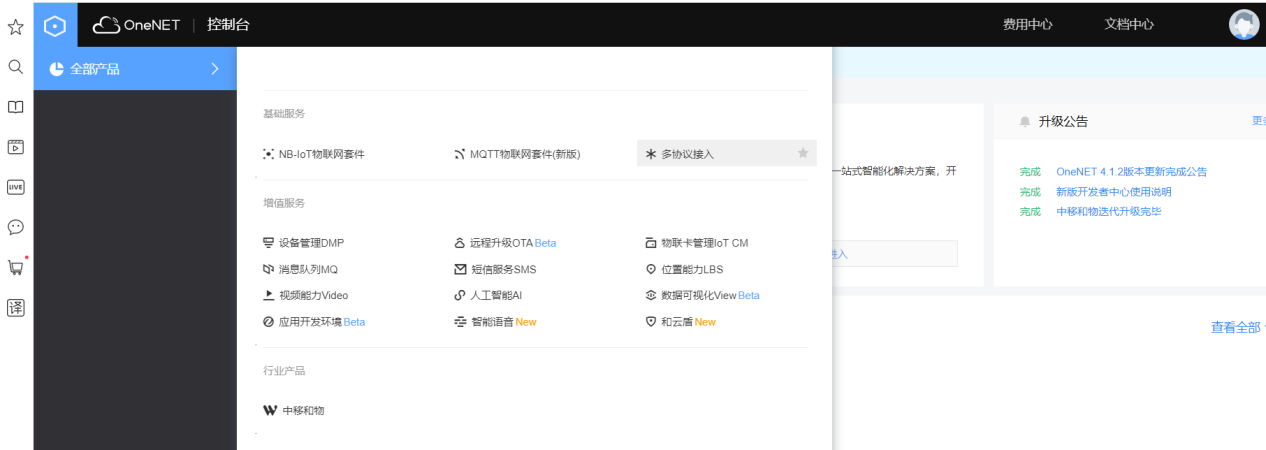 OneNET 控制台 费用中心 文档中心
全部产品
基础服务
升级公告
NB-IoT物联网套件 MQTT物联网套件(新版) 多协议接入
一站式智能化解决方案，开
完成 OneNET 4.1.2版本更新完成公告
LIVE
完成 新版开发者中心使用说明
增值服务
完成 中移和物迭代升级完毕
设备管理DMP 远程升级OTA Beta 物联卡管理IoT CM
进入
消息队列MQ 短信服务SMS 位置能力LBS
视频能力Video 人工智能AI 数据可视化View Beta
译
应用开发环境 Beta 智能语音 New 和云盾 New
查看全部
行业产品
中移和物